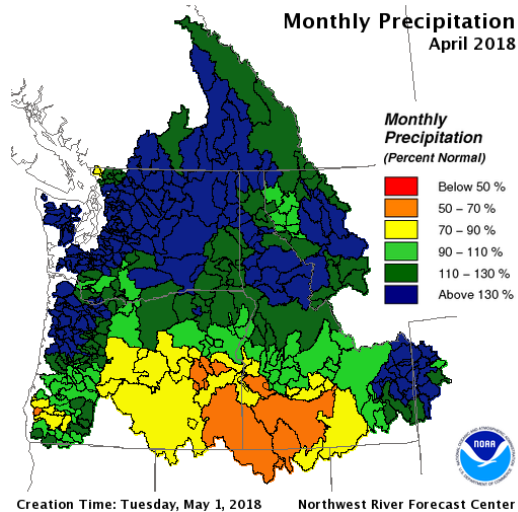 Monthly Precipitation
April 2018
Monthly
Precipitation
(Percent Normal)
Below 50 %
50 – 70 %
70 – 90 %
90 – 110 %
110 – 130 %
Above 130 %
NOAA
Creation Time: Tuesday, May 1, 2018
Northwest River Forecast Center